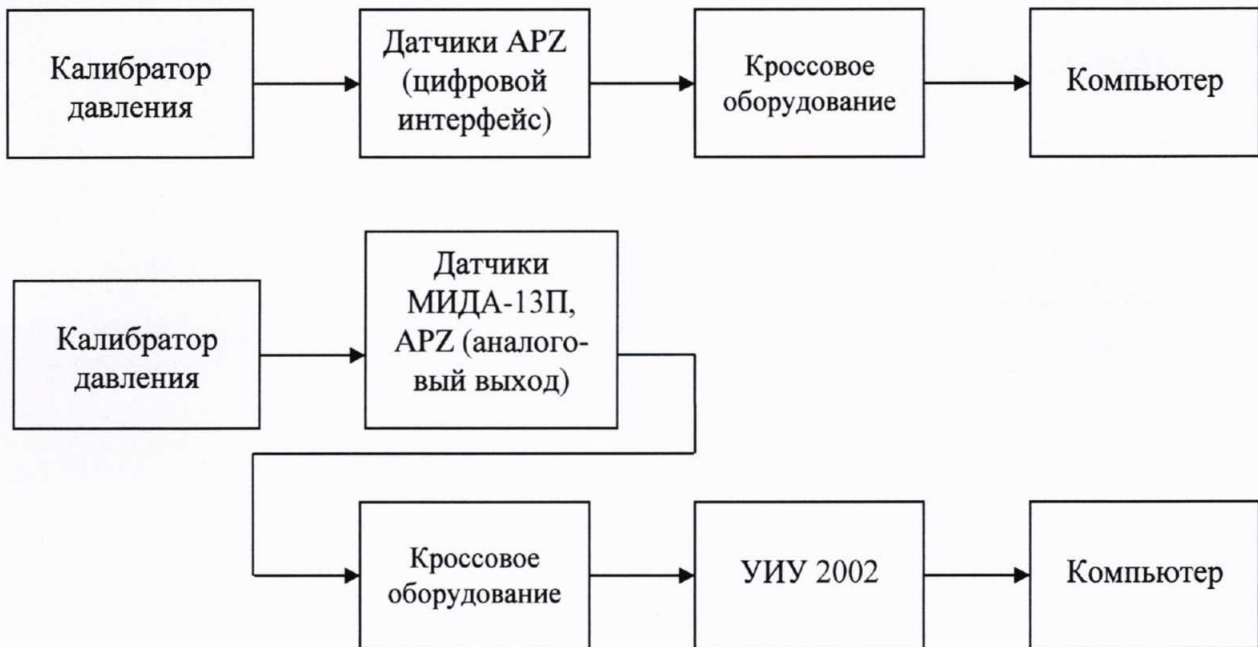 Калибратор
давления
Датчики APZ
(цифровой
интерфейс)
Кроссовое
оборудование
Компьютер
Калибратор
давления
Датчики
МИДА-13П,
APZ (аналого-
вый выход)
Кроссовое
оборудование
УИУ 2002
Компьютер